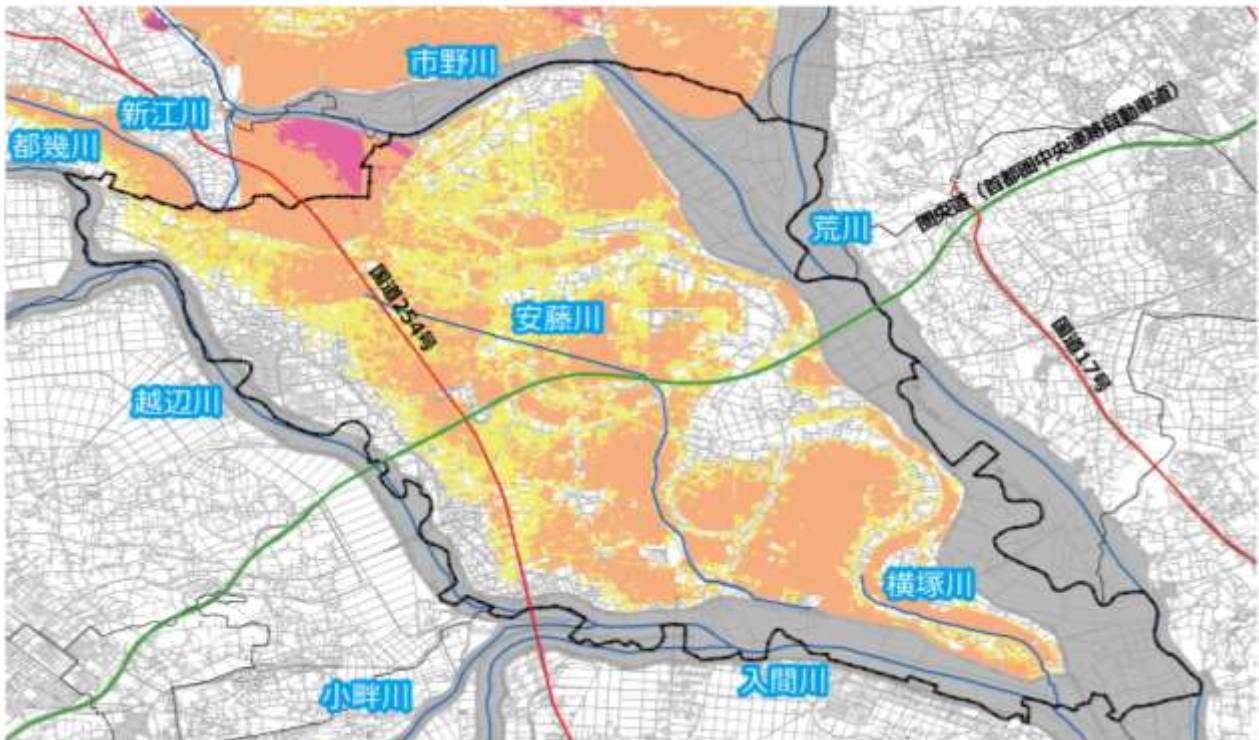 市野川
新江川
都幾川
荒川
圏央道（首都圏中央連絡自動車道）
国道254号
安藤川
国道17号
越辺川
横塚川
小畔川
入間川